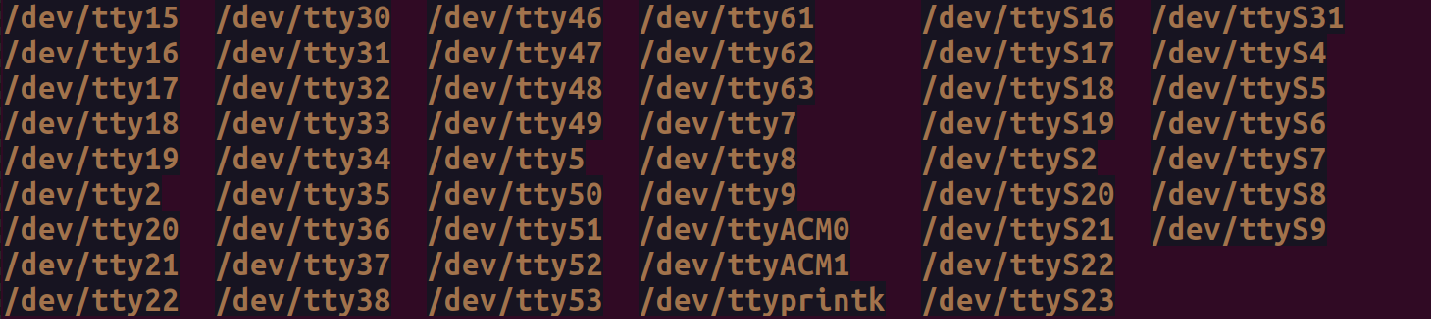 /dev/tty15 /dev/tty30 /dev/tty46 /dev/tty61 /dev/ttyS16 /dev/ttyS31
/dev/tty16 /dev/tty31 /dev/tty47 /dev/tty62 /dev/ttyS17 /dev/ttyS4
/dev/tty17 /dev/tty32 /dev/tty48 /dev/tty63 /dev/ttyS18 /dev/ttyS5
/dev/tty18 /dev/tty33 /dev/tty49 /dev/tty7 /dev/ttyS19 /dev/ttyS6
/dev/tty19 /dev/tty34 /dev/tty5 /dev/tty8 /dev/ttyS2 /dev/ttyS7
/dev/tty2 /dev/tty35 /dev/tty50 /dev/tty9 /dev/ttyS20 /dev/ttyS8
/dev/tty20 /dev/tty36 /dev/tty51 /dev/ttyACM0 /dev/ttyS21 /dev/ttyS9
/dev/tty21 /dev/tty37 /dev/tty52 /dev/ttyACM1 /dev/ttyS22
/dev/tty22 /dev/tty38 /dev/tty53 /dev/ttyprintk /dev/ttyS23